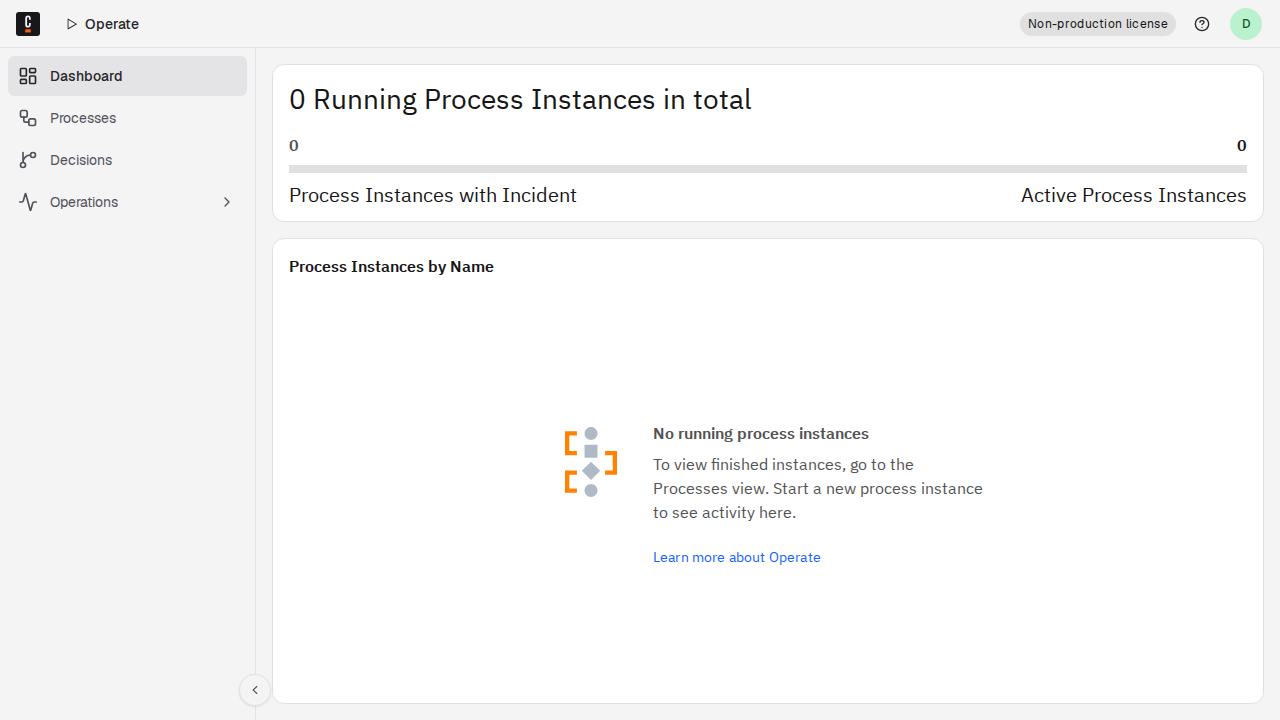 C
Operate
Non-production license
D
Dashboard
Processes
Decisions
Operations
0 Running Process Instances in total
0
0
Process Instances with Incident
Active Process Instances
Process Instances by Name
No running process instances
To view finished instances, go to the
Processes view. Start a new process instance
to see activity here.
Learn more about Operate